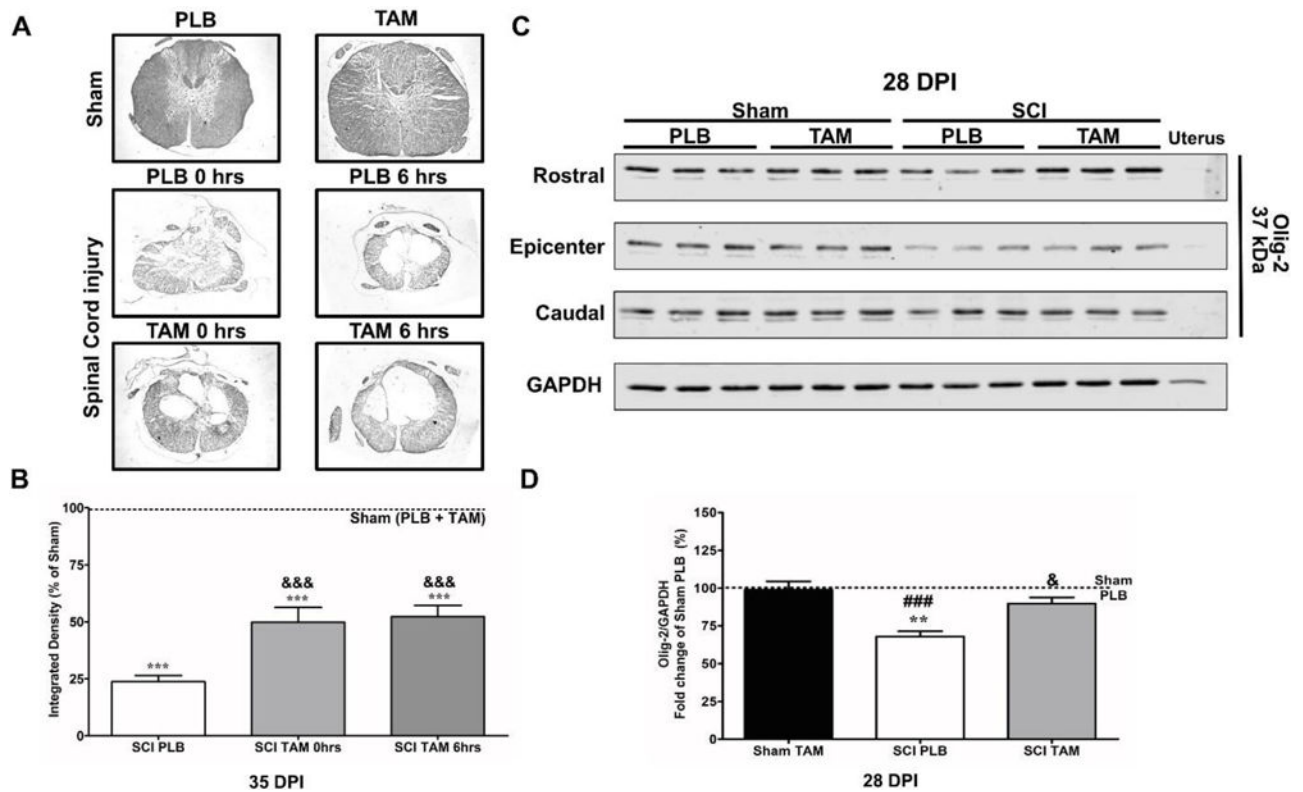 A
PLB
TAM
Sham
PLB 0 hrs
PLB 6 hrs
Spinal Cord injury
TAM 0 hrs
TAM 6 hrs
B
Integrated Density (% of Sham)
100
75
50
25
0
Sham (PLB + TAM)
***
&&&
***
&&&
***
SCI PLB
SCI TAM 0hrs
SCI TAM 6hrs
35 DPI
C
28 DPI
Sham
SCI
PLB
TAM
PLB
TAM
Uterus
Rostral
Epicenter
Caudal
GAPDH
Olig-2
37 kDa
D
Olig-2/GAPDH
Fold change of Sham PLB (%)
150
125
100
75
50
25
0
###
**
&
Sham
PLB
Sham TAM
SCI PLB
SCI TAM
28 DPI